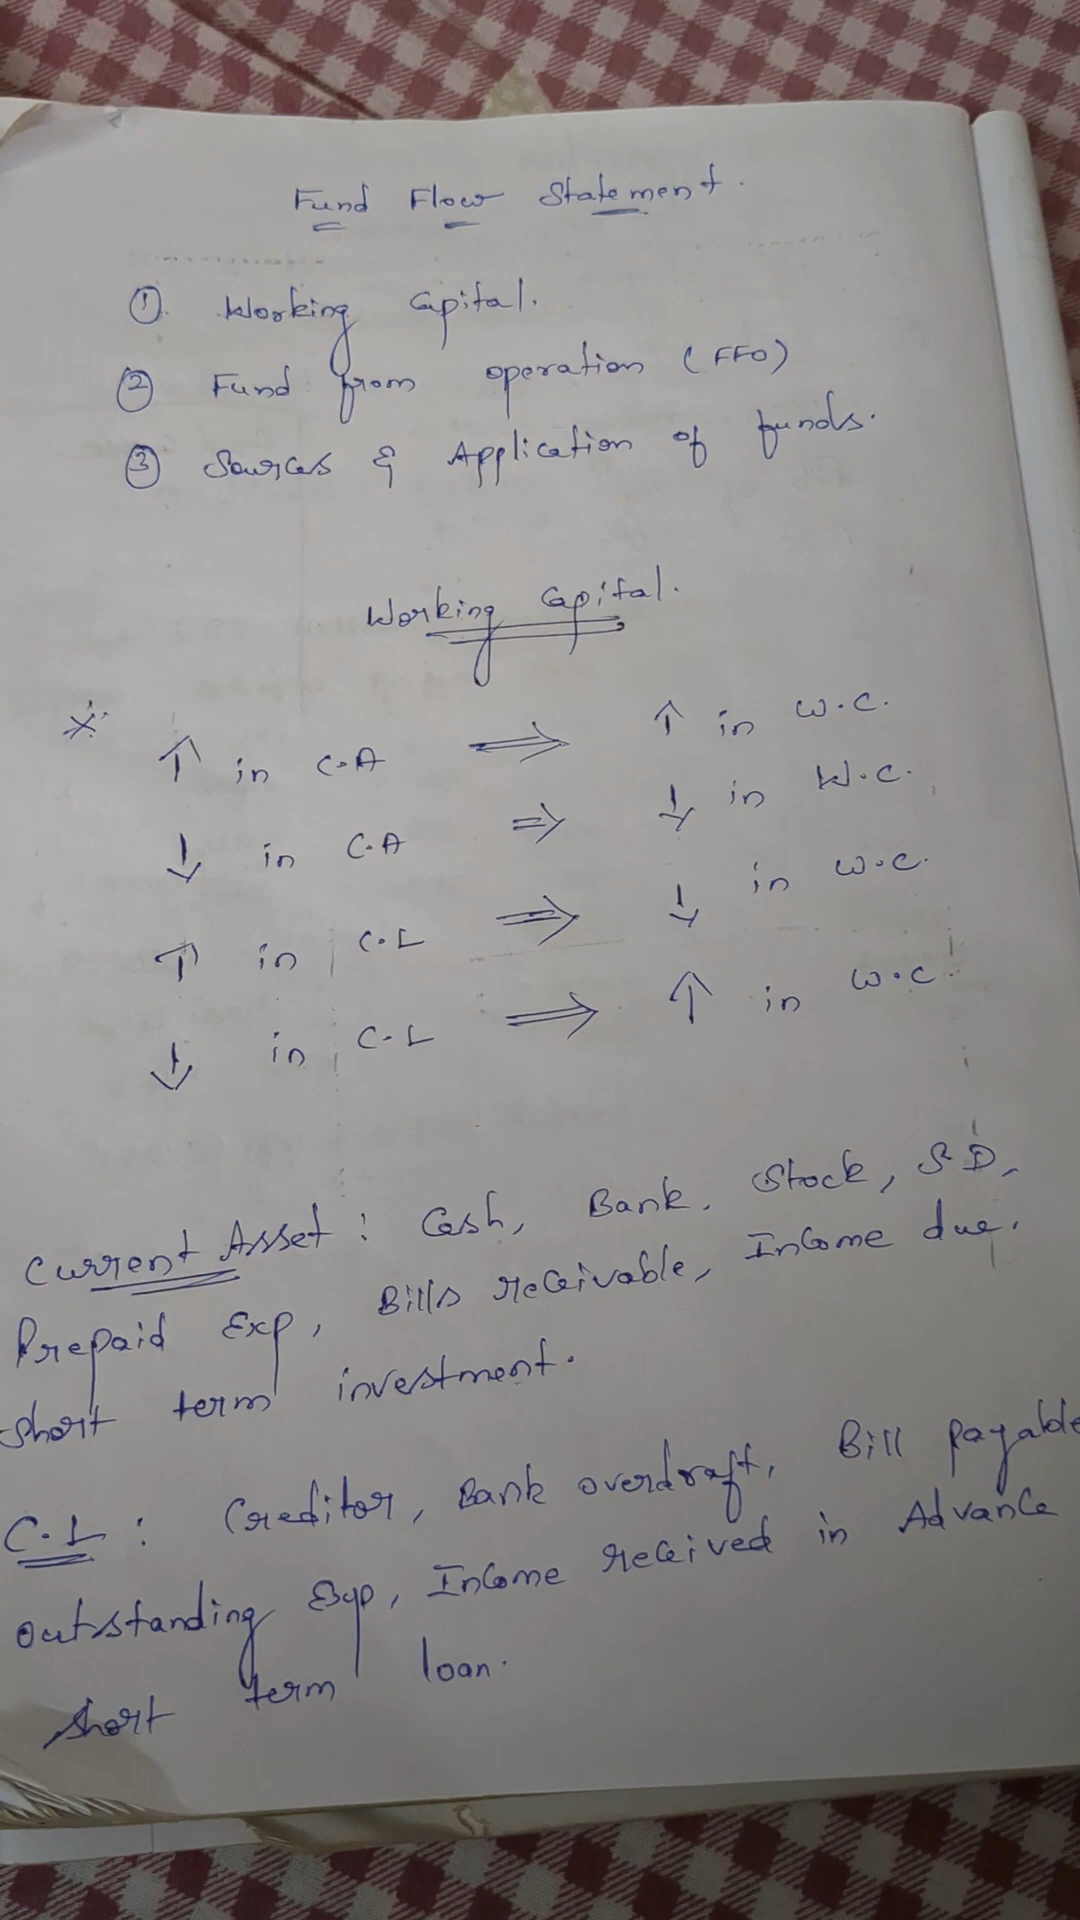 Fund Flow Statement.
① Working Capital.
② Fund from operation (FFO)
③ Sources & Application of funds.
Working Capital.
↑ in C.A ⇒ ↑ in W.C.
↓ in C.A ⇒ ↓ in W.C.
↑ in C.L ⇒ ↓ in W.C.
↓ in C.L ⇒ ↑ in W.C.
Current Asset : Cash, Bank, Stock, S.D,
Prepaid Exp, Bills receivable, Income due,
Short term investment.
C.L : Creditor, Bank overdraft, Bill payable
outstanding Exp, Income received in Advance
short term loan.